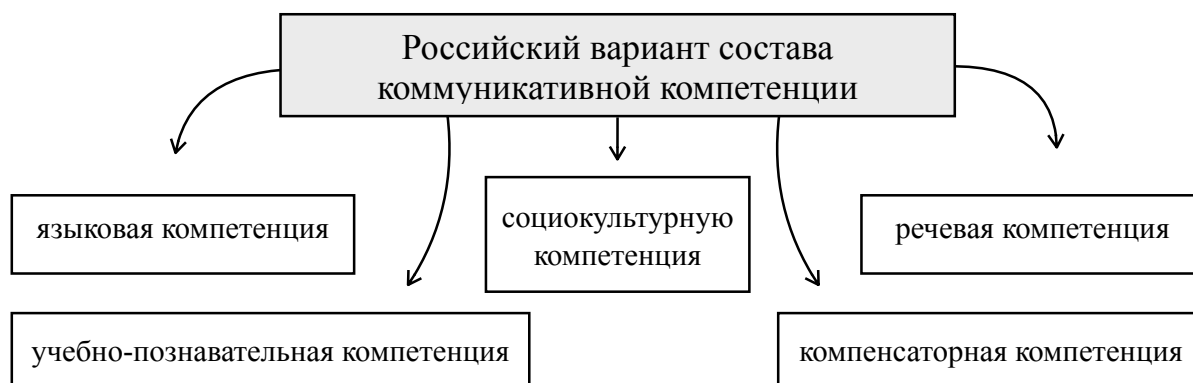 Российский вариант состава
коммуникативной компетенции
языковая компетенция
социокультурную
компетенция
речевая компетенция
учебно-познавательная компетенция
компенсаторная компетенция